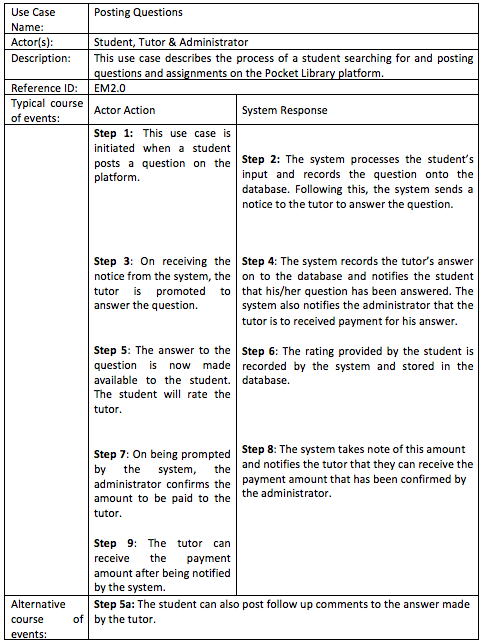 Use Case Name:
Posting Questions
Actor(s):
Student, Tutor & Administrator
Description:
This use case describes the process of a student searching for and posting
questions and assignments on the Pocket Library platform.
Reference ID:
EM2.0
Typical course
of events:
Actor Action
System Response
Step 1: This use case is
initiated when a student
posts a question on the
platform.
Step 2: The system processes the student's
input and records the question onto the
database. Following this, the system sends a
notice to the tutor to answer the question.
Step 3: On receiving the
notice from the system, the
tutor is promoted to
answer the question.
Step 4: The system records the tutor's answer
on to the database and notifies the student
that his/her question has been answered. The
system also notifies the administrator that the
tutor is to received payment for his answer.
Step 5: The answer to the
question is now made
available to the student.
The student will rate the
tutor.
Step 6: The rating provided by the student is
recorded by the system and stored in the
database.
Step 7: On being prompted
by the system, the
administrator confirms the
amount to be paid to the
tutor.
Step 8: The system takes note of this amount
and notifies the tutor that they can receive the
payment amount that has been confirmed by
the administrator.
Step 9: The tutor can
receive the payment
amount after being notified
by the system.
Alternative
course of
events:
Step 5a: The student can also post follow up comments to the answer made
by the tutor.